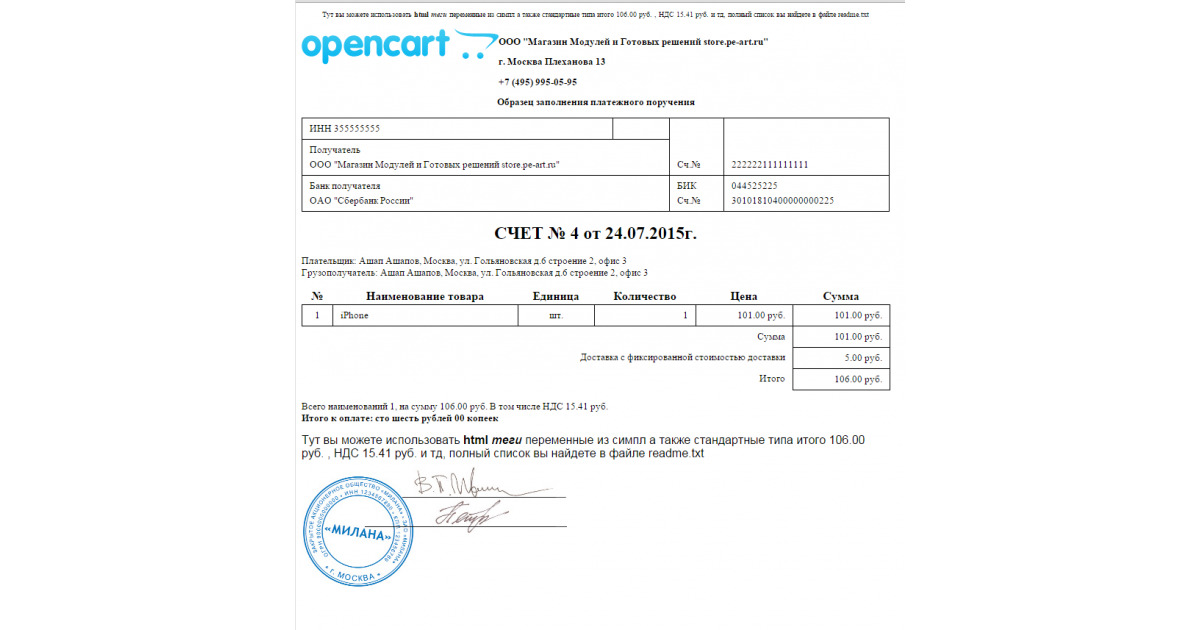 Тут вы можете использовать html теги переменные из симпл а также стандартные типа итого 106.00 руб. , НДС 15.41 руб. и тд, полный список вы найдете в файле readme.txt
opencart
ООО "Магазин Модулей и Готовых решений store.pe-art.ru"
г. Москва Плеханова 13
+7 (495) 995-05-95
Образец заполнения платежного поручения
ИНН 355555555
Получатель
ООО "Магазин Модулей и Готовых решений store.pe-art.ru" Сч.№ 222222111111111
Банк получателя БИК 044525225
ОАО "Сбербанк России" Сч.№ 30101810400000000225
СЧЕТ № 4 от 24.07.2015г.
Плательщик: Ашап Ашапов, Москва, ул. Гольяновская д.6 строение 2, офис 3
Грузополучатель: Ашап Ашапов, Москва, ул. Гольяновская д.6 строение 2, офис 3
№ Наименование товара Единица Количество Цена Сумма
1 iPhone шт. 1 101.00 руб. 101.00 руб.
Сумма 101.00 руб.
Доставка с фиксированной стоимостью доставки 5.00 руб.
Итого 106.00 руб.
Всего наименований 1, на сумму 106.00 руб. В том числе НДС 15.41 руб.
Итого к оплате: сто шесть рублей 00 копеек
Тут вы можете использовать html теги переменные из симпл а также стандартные типа итого 106.00
руб. , НДС 15.41 руб. и тд, полный список вы найдете в файле readme.txt
ЗАКРЫТОЕ АКЦИОНЕРНОЕ ОБЩЕСТВО «МИЛАНА»
«МИЛАНА»
г. МОСКВА